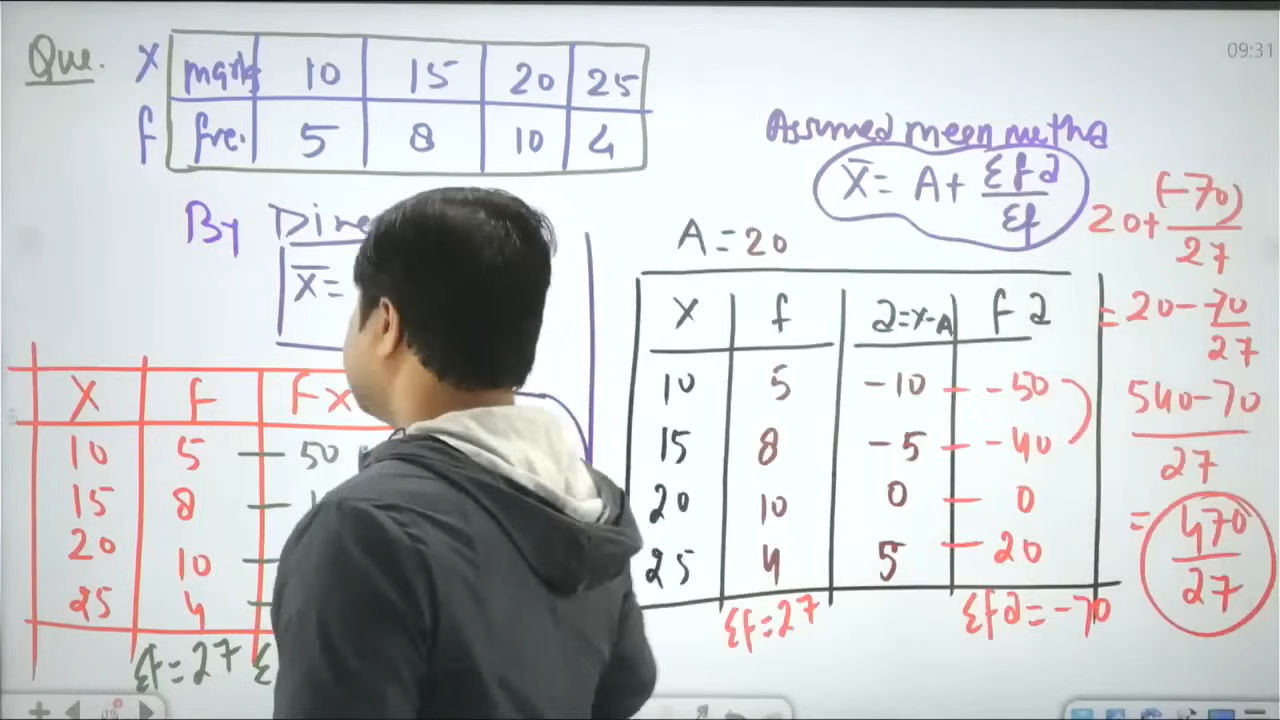 Que. X mark 10 15 20 25
f fre. 5 8 10 4
By Dire
X̄ =
X f Fx
10 5 50
15 8
20 10
25 4
Σf = 27 Σ
Assumed mean metho
X̄ = A + Σfd/Σf
A = 20
X f d=x-A fd
10 5 -10 -50
15 8 -5 -40
20 10 0 0
25 4 5 20
Σf = 27 Σfd = -70
20 + (-70)/27
= 20 - 70/27
540-70/27
= 470/27
09:31